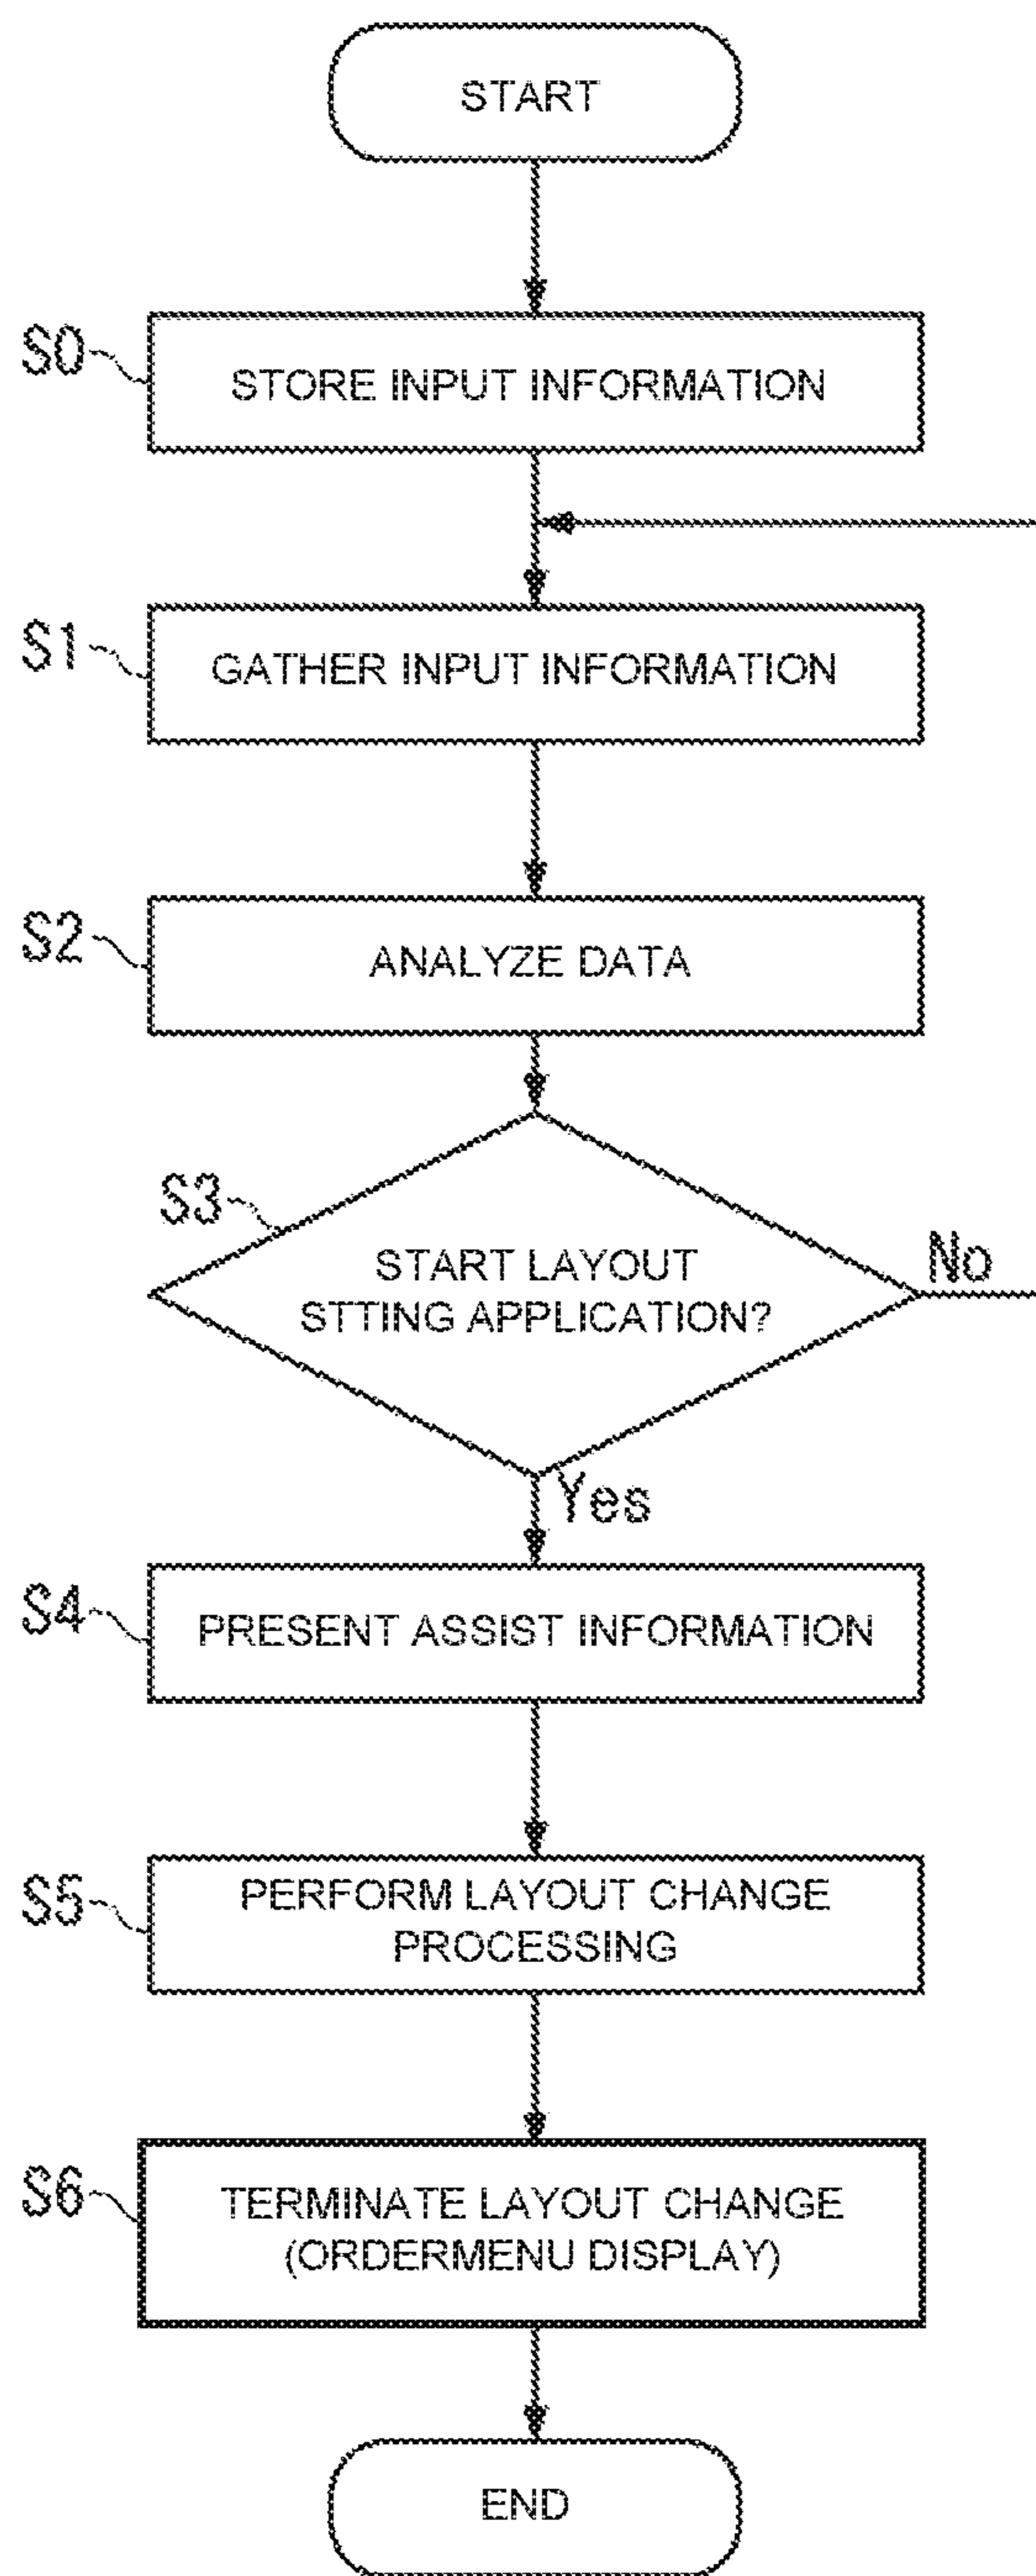 START
S0
STORE INPUT INFORMATION
S1
GATHER INPUT INFORMATION
S2
ANALYZE DATA
S3
START LAYOUT
STTING APPLICATION?
No
Yes
S4
PRESENT ASSIST INFORMATION
S5
PERFORM LAYOUT CHANGE
PROCESSING
S6
TERMINATE LAYOUT CHANGE
(ORDERMENU DISPLAY)
END